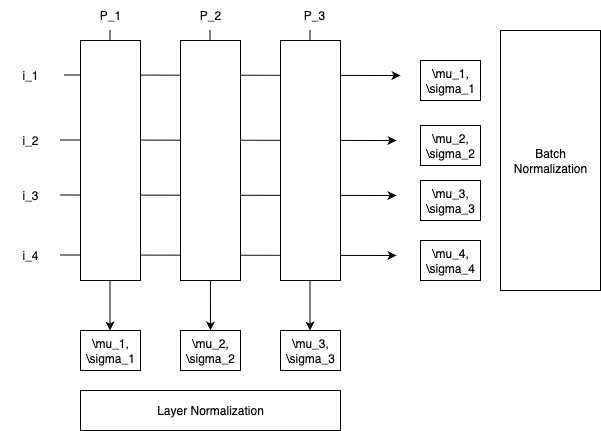 P_1 P_2 P_3
i_1
\mu_1,
\sigma_1
i_2
\mu_2,
\sigma_2
Batch
Normalization
i_3
\mu_3,
\sigma_3
i_4
\mu_4,
\sigma_4
\mu_1,
\sigma_1
\mu_2,
\sigma_2
\mu_3,
\sigma_3
Layer Normalization